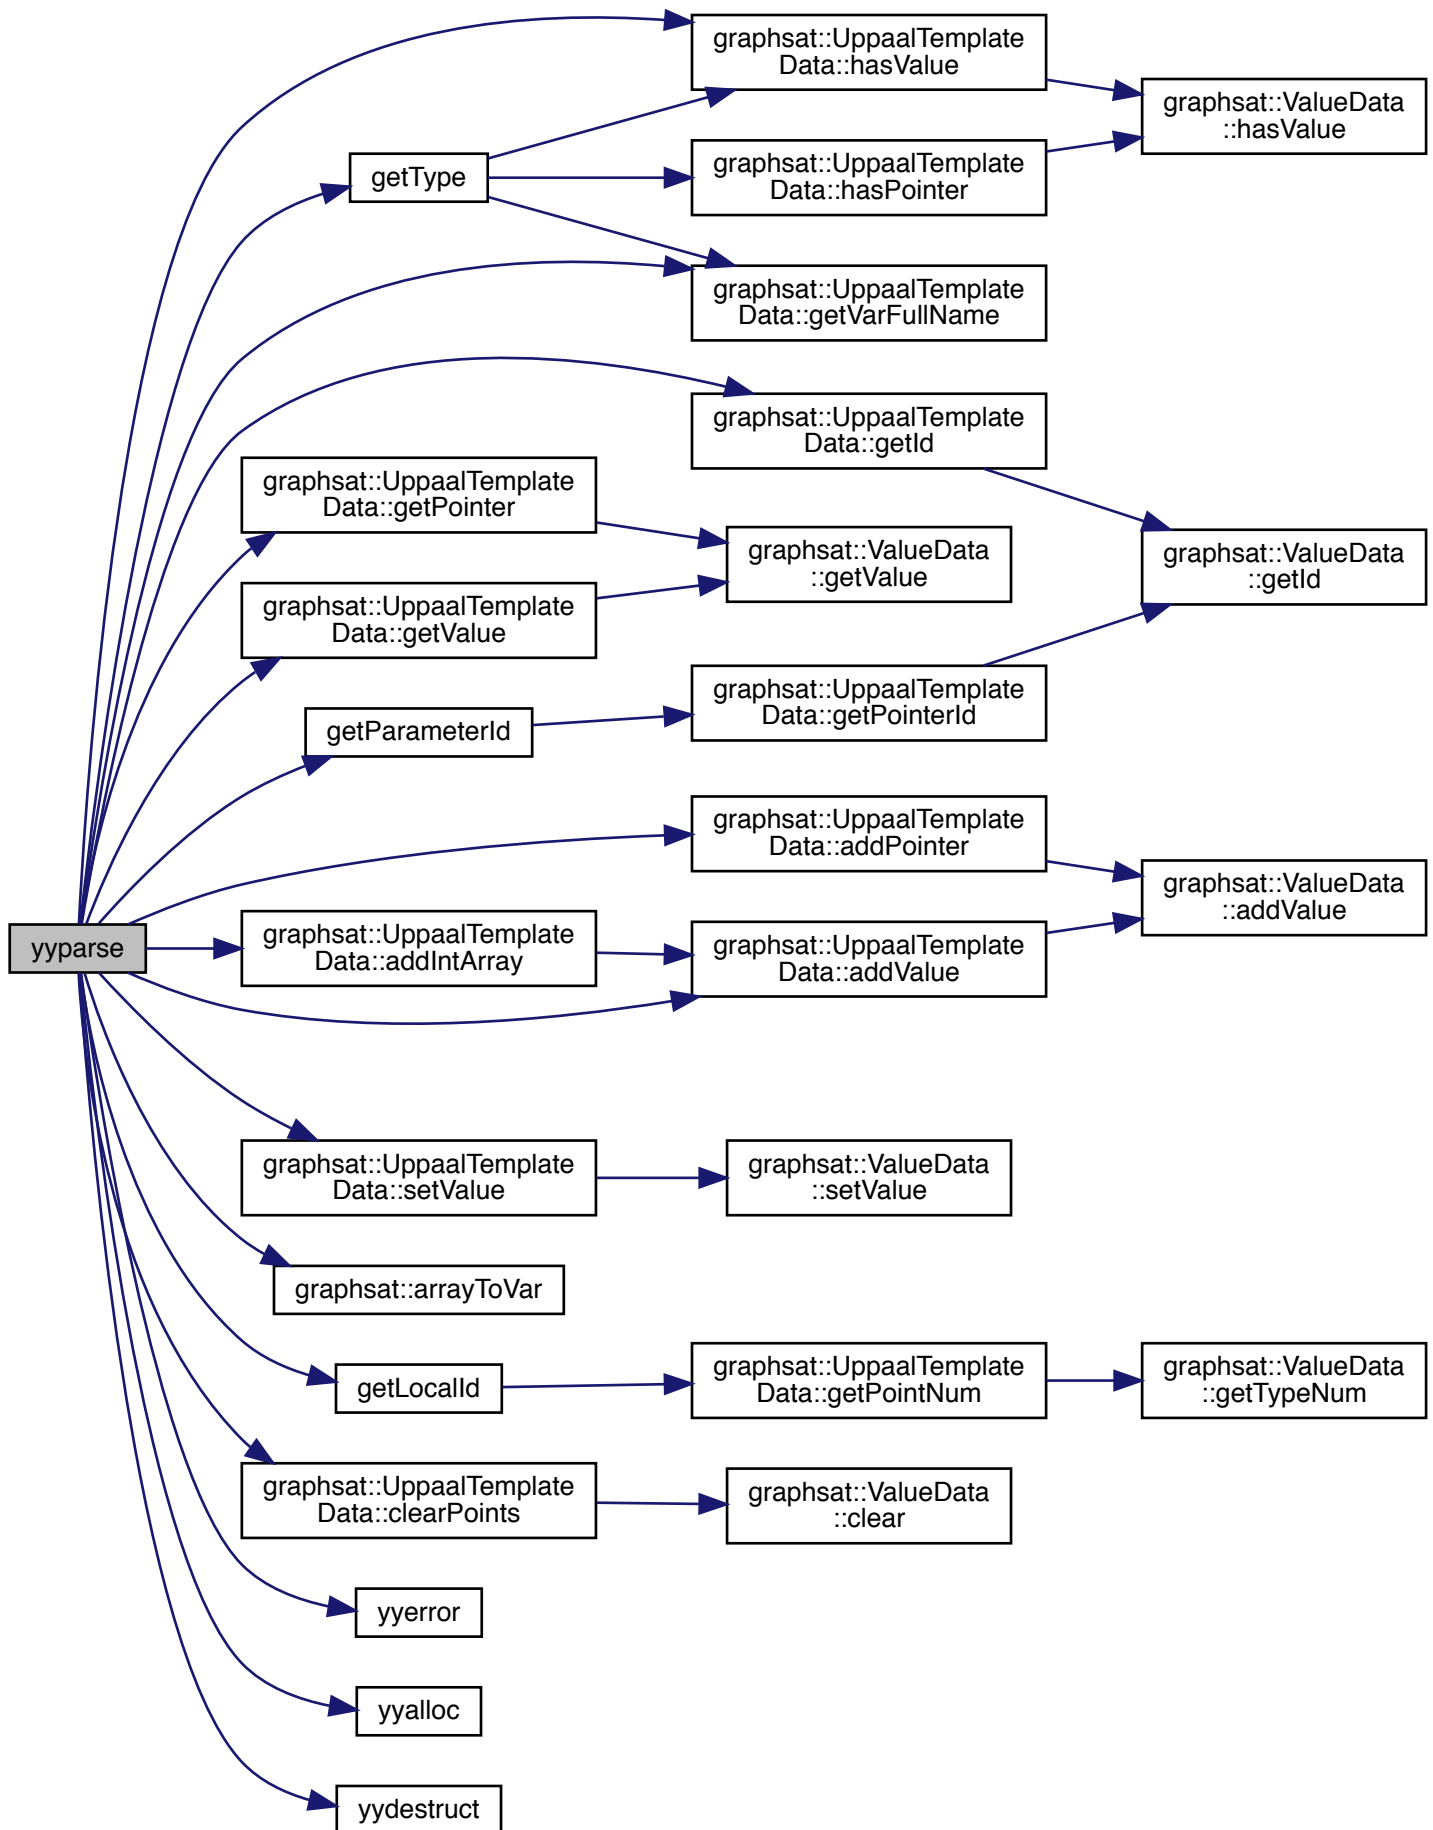 graphsat::UppaalTemplate
Data::hasValue
graphsat::ValueData
::hasValue
getType
graphsat::UppaalTemplate
Data::hasPointer
graphsat::UppaalTemplate
Data::getVarFullName
graphsat::UppaalTemplate
Data::getId
graphsat::UppaalTemplate
Data::getPointer
graphsat::ValueData
::getValue
graphsat::ValueData
::getId
graphsat::UppaalTemplate
Data::getValue
graphsat::UppaalTemplate
Data::getPointerId
getParameterId
graphsat::UppaalTemplate
Data::addPointer
graphsat::ValueData
::addValue
yyparse
graphsat::UppaalTemplate
Data::addIntArray
graphsat::UppaalTemplate
Data::addValue
graphsat::UppaalTemplate
Data::setValue
graphsat::ValueData
::setValue
graphsat::arrayToVar
getLocalId
graphsat::UppaalTemplate
Data::getPointNum
graphsat::ValueData
::getTypeNum
graphsat::UppaalTemplate
Data::clearPoints
graphsat::ValueData
::clear
yyerror
yyalloc
yydestruct